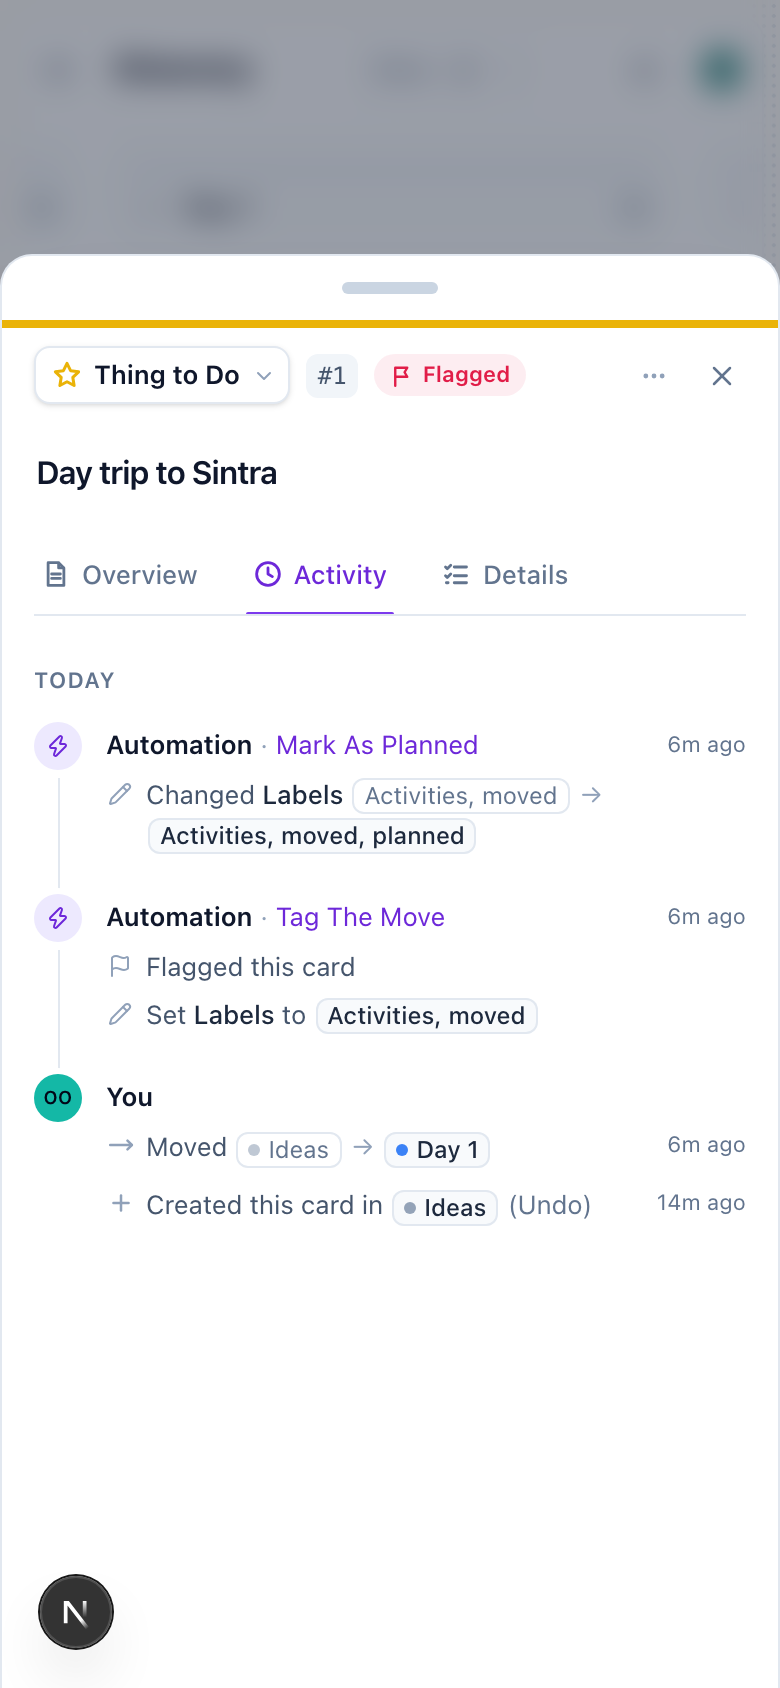 Thing to Do #1 Flagged
Day trip to Sintra
Overview Activity Details
TODAY
Automation · Mark As Planned 6m ago
Changed Labels Activities, moved →
Activities, moved, planned
Automation · Tag The Move 6m ago
Flagged this card
Set Labels to Activities, moved
OO You
Moved Ideas → Day 1 6m ago
Created this card in Ideas (Undo) 14m ago
N